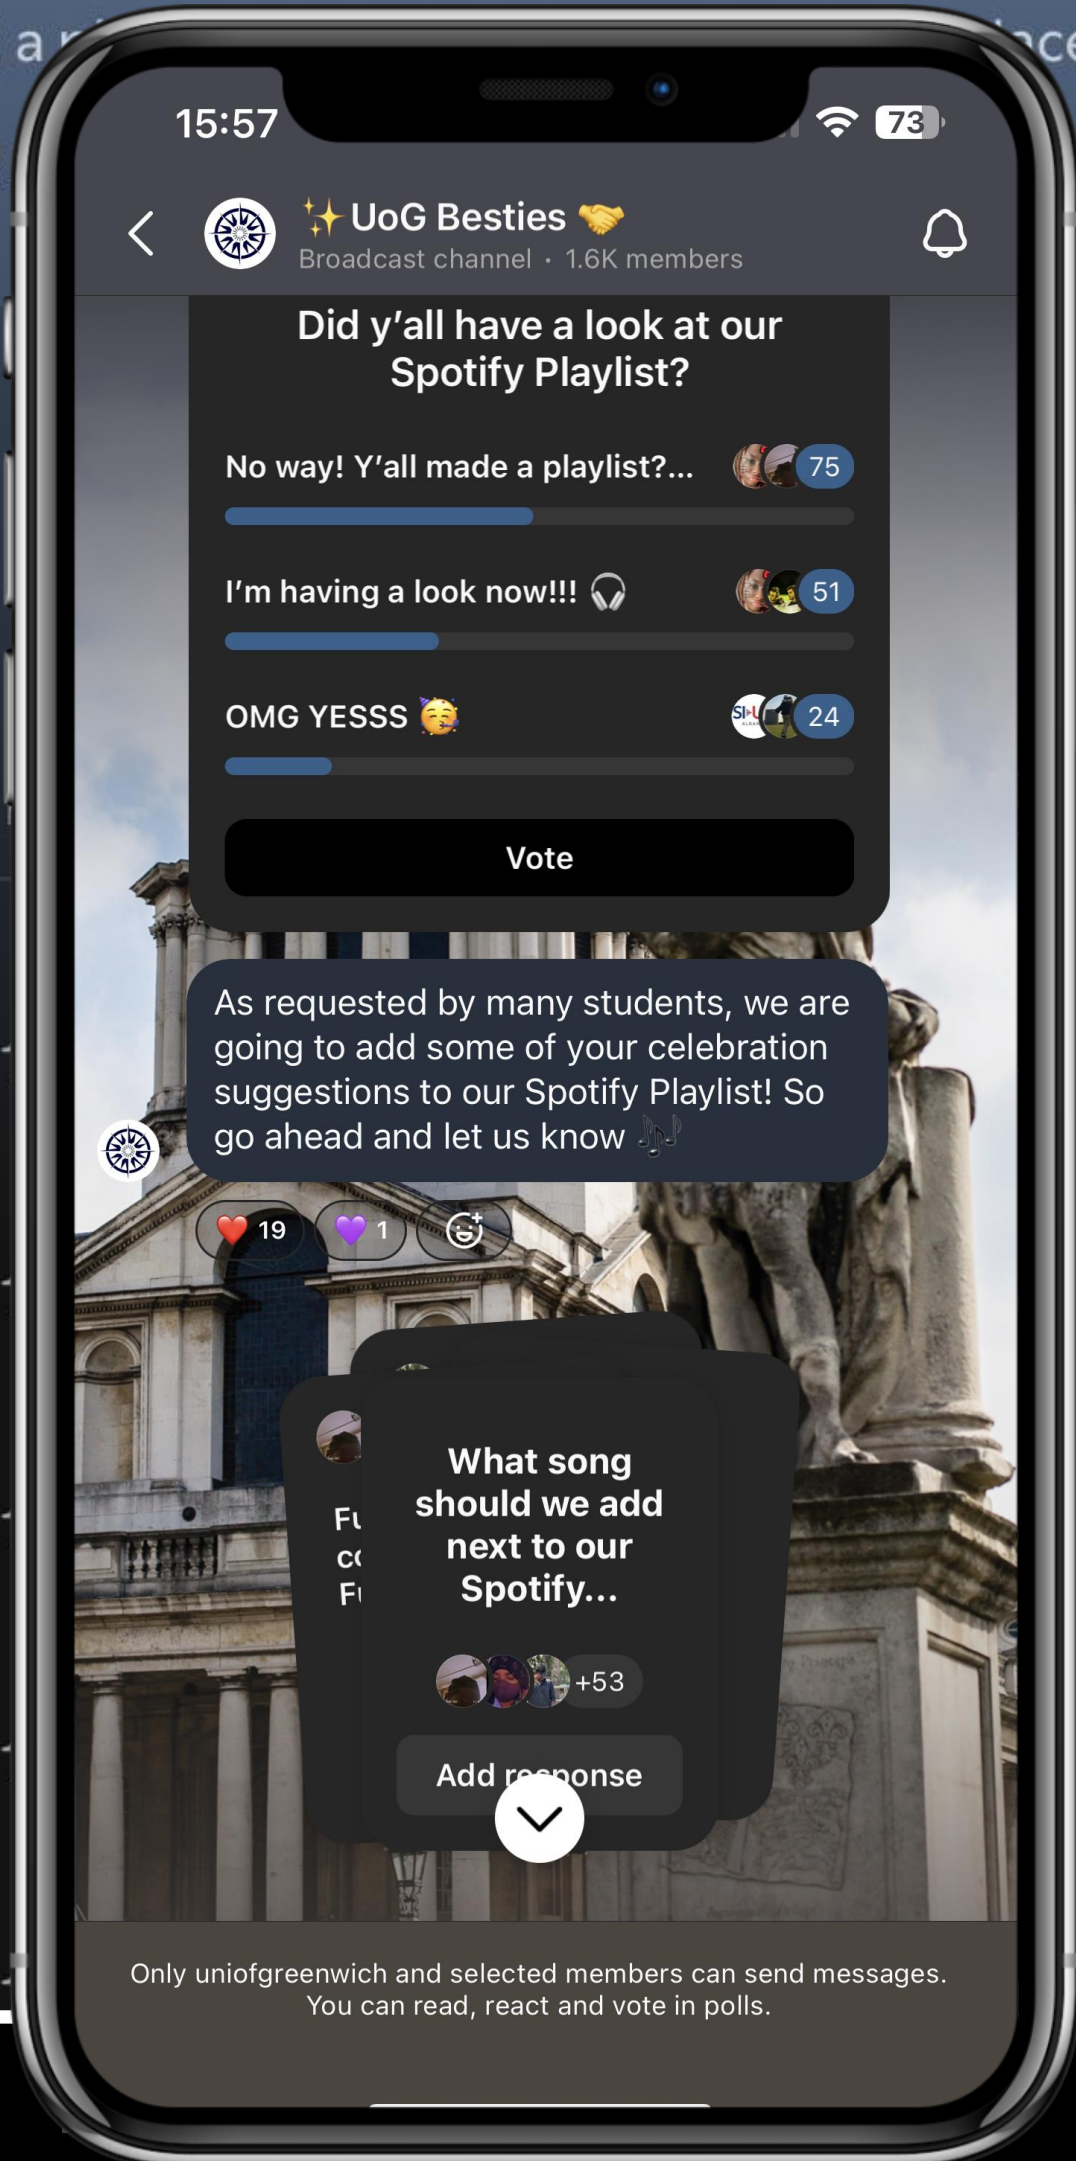 15:57
73
✨UoG Besties 🤝
Broadcast channel · 1.6K members
Did y’all have a look at our
Spotify Playlist?
No way! Y’all made a playlist?...
75
I’m having a look now!!! 🎧
51
OMG YESSS 🥳
24
Vote
As requested by many students, we are
going to add some of your celebration
suggestions to our Spotify Playlist! So
go ahead and let us know 🎶
❤️ 19
💜 1
What song
should we add
next to our
Spotify...
+53
Add response
Only uniofgreenwich and selected members can send messages.
You can read, react and vote in polls.